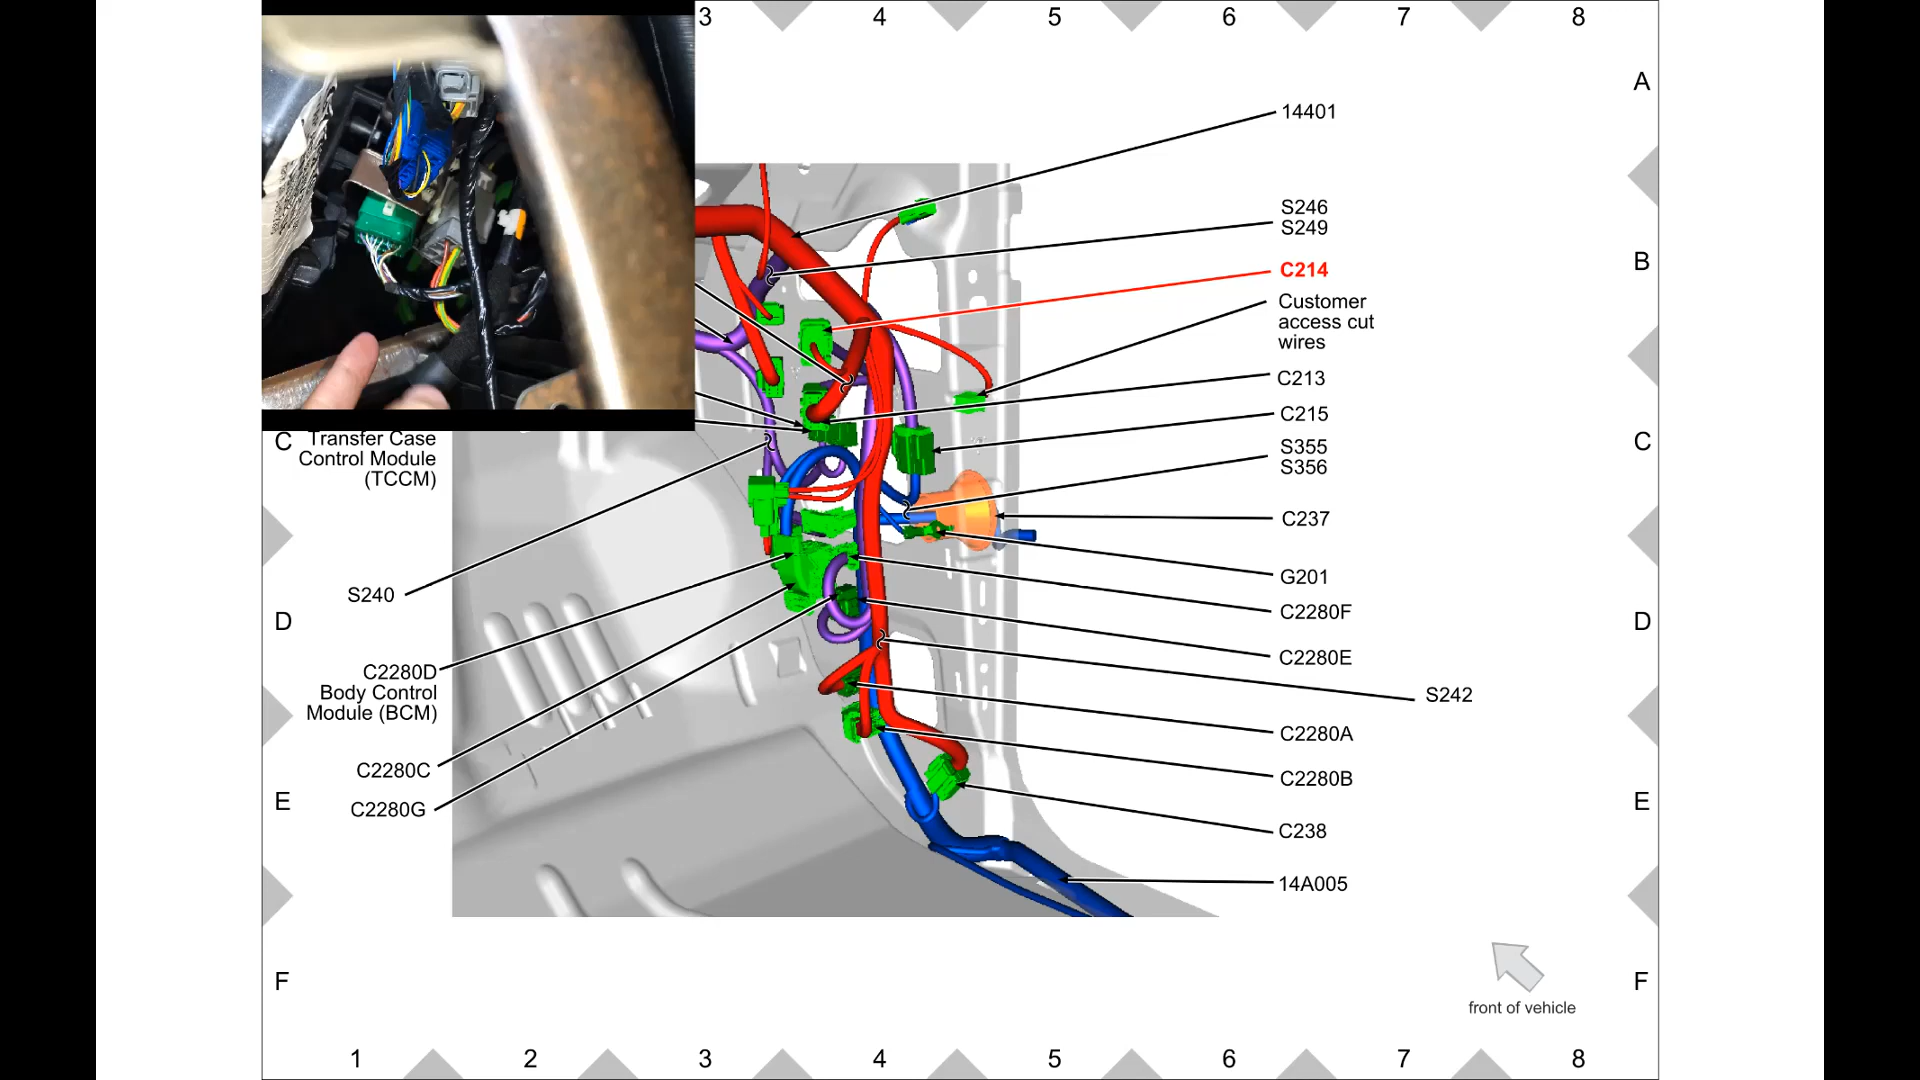 3 4 5 6 7 8
A
14401
S246
S249
B
C214
Customer
access cut
wires
C213
C215
C
C
Transfer Case
Control Module
(TCCM)
S355
S356
C237
G201
S240
D
D
C2280F
C2280E
C2280D
Body Control
Module (BCM)
S242
C2280A
C2280C
C2280B
E
E
C2280G
C238
14A005
F
F
front of vehicle
1 2 3 4 5 6 7 8